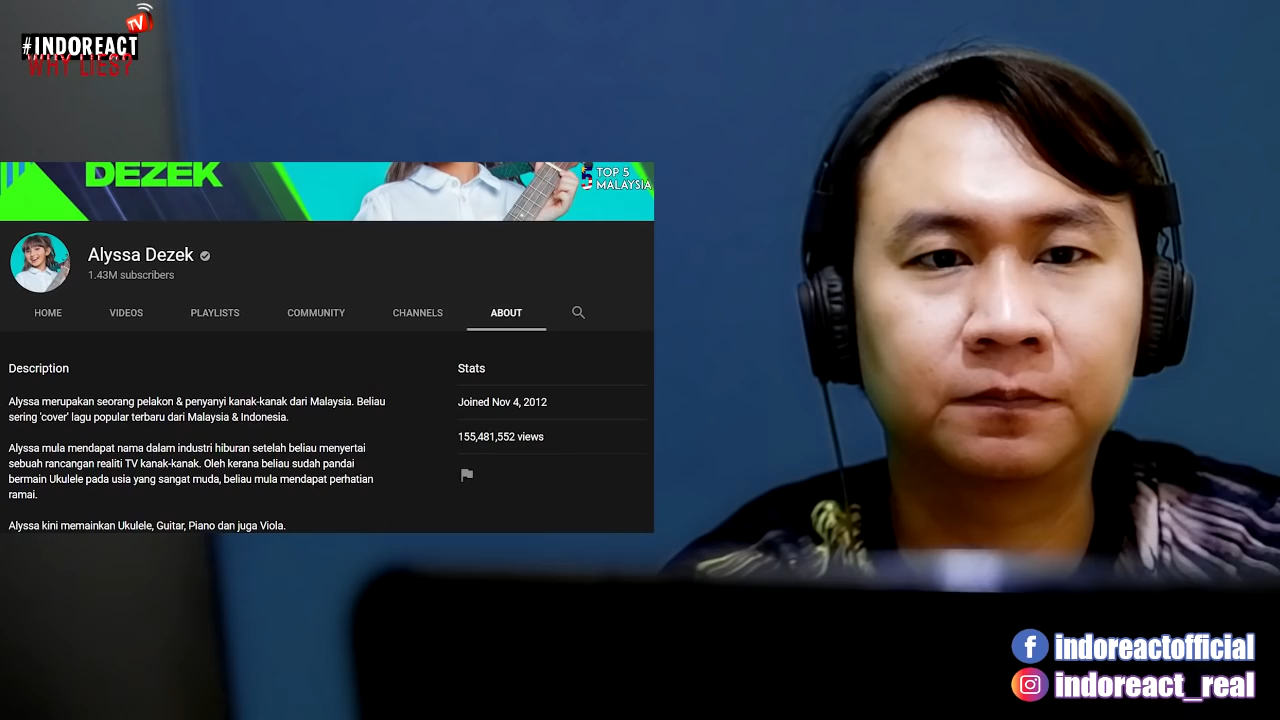 TV
#INDOREACT
WHY LIES?
DEZEK
TOP 5
MALAYSIA
Alyssa Dezek
1.43M subscribers
HOME VIDEOS PLAYLISTS COMMUNITY CHANNELS ABOUT
Description
Alyssa merupakan seorang pelakon & penyanyi kanak-kanak dari Malaysia. Beliau
sering 'cover' lagu popular terbaru dari Malaysia & Indonesia.
Alyssa mula mendapat nama dalam industri hiburan setelah beliau menyertai
sebuah rancangan realiti TV kanak-kanak. Oleh kerana beliau sudah pandai
bermain Ukulele pada usia yang sangat muda, beliau mula mendapat perhatian
ramai.
Alyssa kini memainkan Ukulele, Guitar, Piano dan juga Viola.
Stats
Joined Nov 4, 2012
155,481,552 views
indoreactofficial
indoreact_real